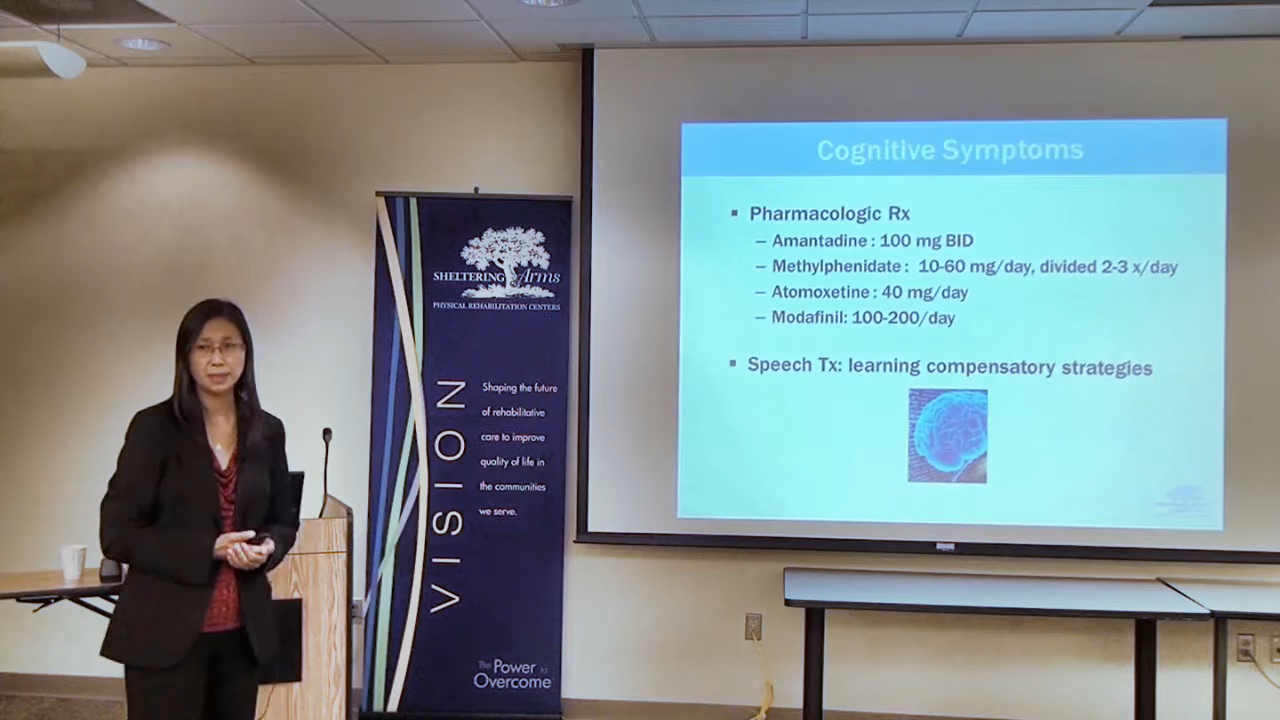 Cognitive Symptoms
▪ Pharmacologic Rx
– Amantadine : 100 mg BID
– Methylphenidate : 10-60 mg/day, divided 2-3 x/day
– Atomoxetine : 40 mg/day
– Modafinil: 100-200/day
▪ Speech Tx: learning compensatory strategies
SHELTERING Arms
PHYSICAL REHABILITATION CENTERS
VISION
Shaping the future
of rehabilitative
care to improve
quality of life in
the communities
we serve.
The Power to
Overcome